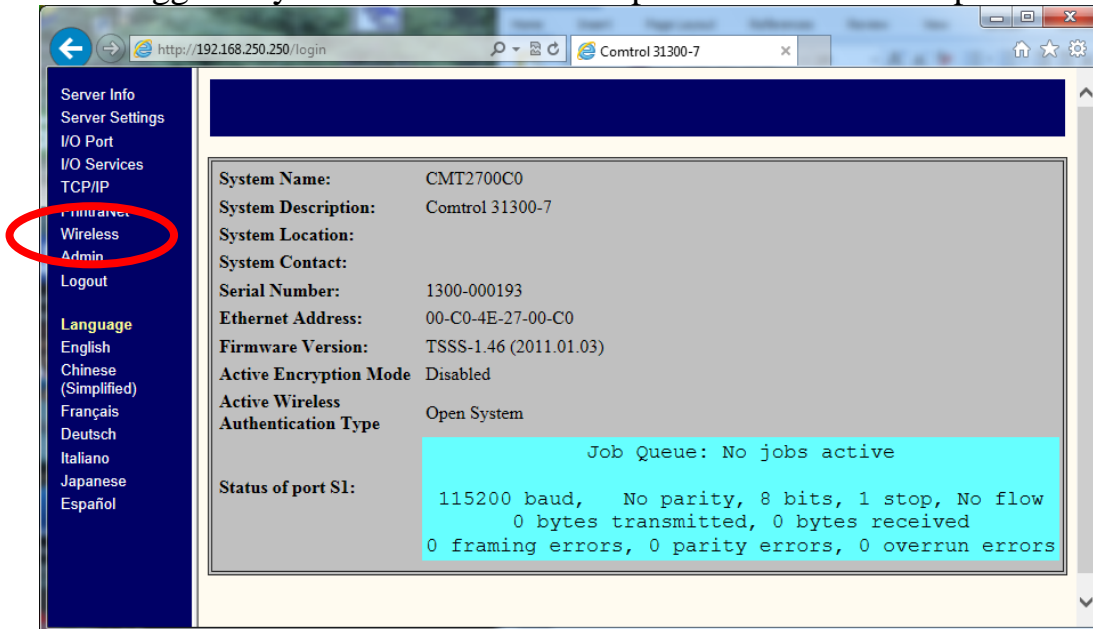 http://192.168.250.250/login
Comtrol 31300-7
Server Info
Server Settings
I/O Port
I/O Services
TCP/IP
PrintraNet
Wireless
Admin
Logout
Language
English
Chinese
(Simplified)
Français
Deutsch
Italiano
Japanese
Español
System Name: CMT2700C0
System Description: Comtrol 31300-7
System Location:
System Contact:
Serial Number: 1300-000193
Ethernet Address: 00-C0-4E-27-00-C0
Firmware Version: TSSS-1.46 (2011.01.03)
Active Encryption Mode Disabled
Active Wireless
Authentication Type Open System
Status of port S1:
Job Queue: No jobs active
115200 baud, No parity, 8 bits, 1 stop, No flow
0 bytes transmitted, 0 bytes received
0 framing errors, 0 parity errors, 0 overrun errors